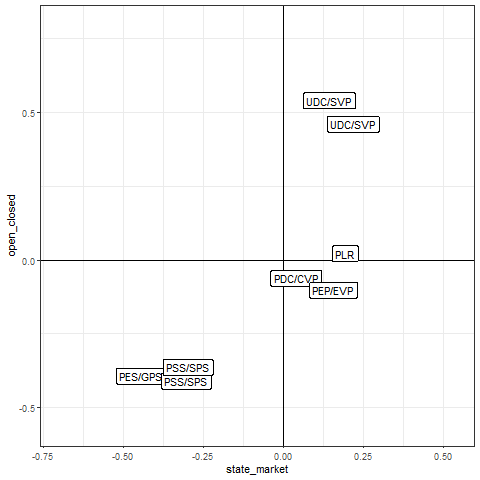 UDC/SVP
UDC/SVP
PLR
PDC/CVP
PEP/EVP
PSS/SPS
PES/GPS
PSS/SPS
0.5
0.0
-0.5
-0.75
-0.50
-0.25
0.00
0.25
0.50
state_market
open_closed